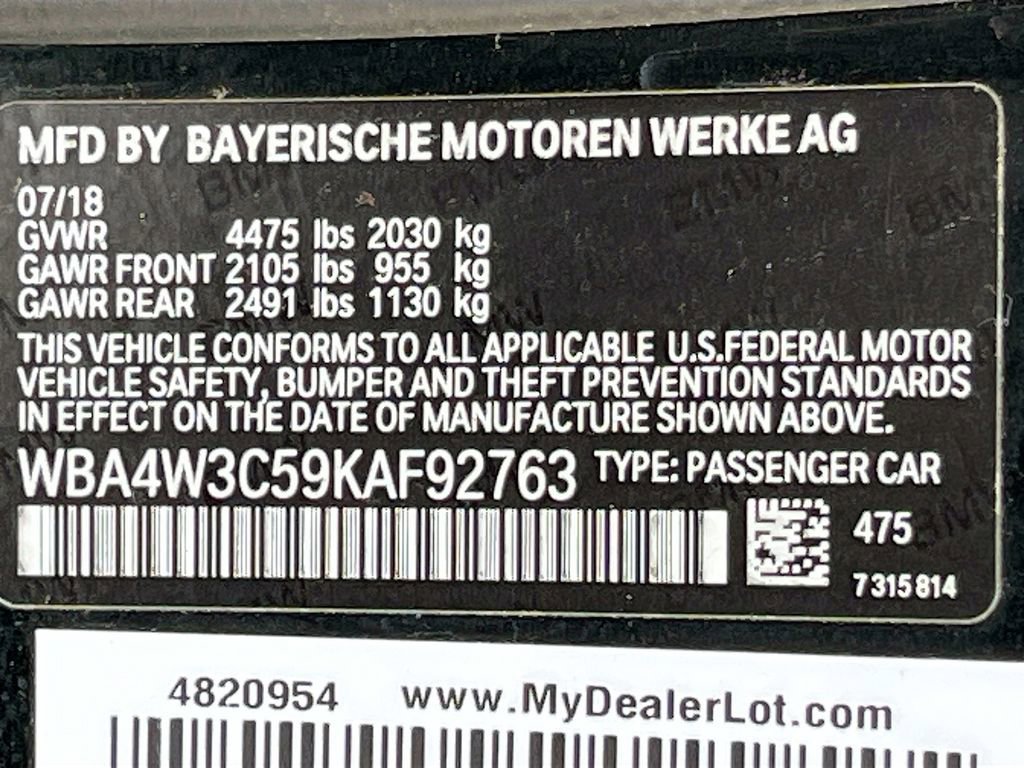 MFD BY BAYERISCHE MOTOREN WERKE AG
07/18
GVWR 4475 lbs 2030 kg
GAWR FRONT 2105 lbs 955 kg
GAWR REAR 2491 lbs 1130 kg
THIS VEHICLE CONFORMS TO ALL APPLICABLE U.S.FEDERAL MOTOR
VEHICLE SAFETY, BUMPER AND THEFT PREVENTION STANDARDS
IN EFFECT ON THE DATE OF MANUFACTURE SHOWN ABOVE.
WBA4W3C59KAF92763 TYPE: PASSENGER CAR
475
7315814
4820954 www.MyDealerLot.com